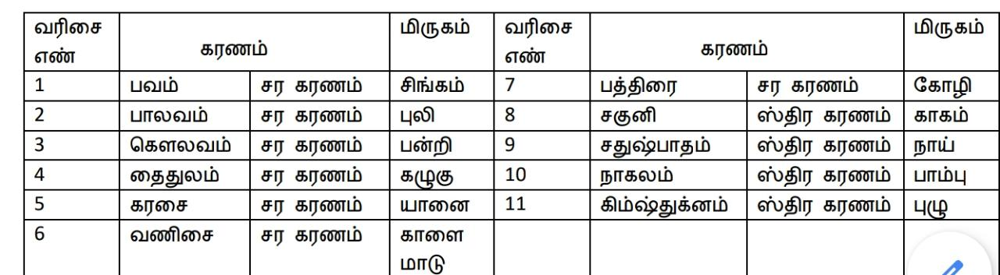 வரிசை எண் கரணம் மிருகம் வரிசை எண் கரணம் மிருகம்
1 பவம் சர கரணம் சிங்கம் 7 பத்திரை சர கரணம் கோழி
2 பாலவம் சர கரணம் புலி 8 சகுனி ஸ்திர கரணம் காகம்
3 கௌலவம் சர கரணம் பன்றி 9 சதுஷ்பாதம் ஸ்திர கரணம் நாய்
4 தைதுலம் சர கரணம் கழுகு 10 நாகலம் ஸ்திர கரணம் பாம்பு
5 கரசை சர கரணம் யானை 11 கிம்ஷ்துக்னம் ஸ்திர கரணம் புழு
6 வணிசை சர கரணம் காளை மாடு